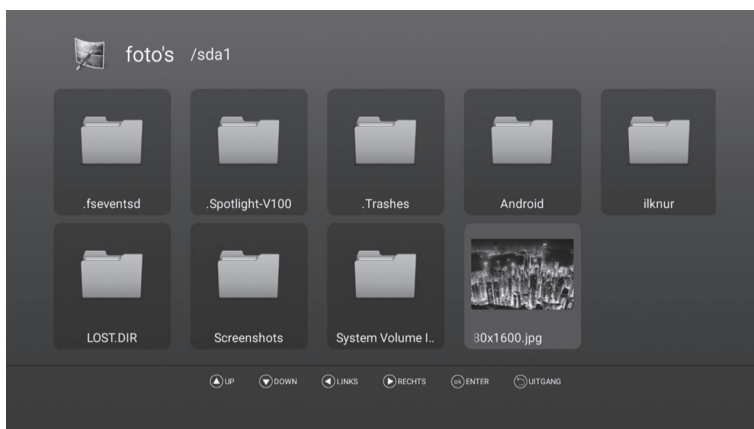 foto's /sda1
.fseventsd .Spotlight-V100 .Trashes Android ilknur
LOST.DIR Screenshots System Volume I.. 80x1600.jpg
UP DOWN LINKS RECHTS ok ENTER UITGANG